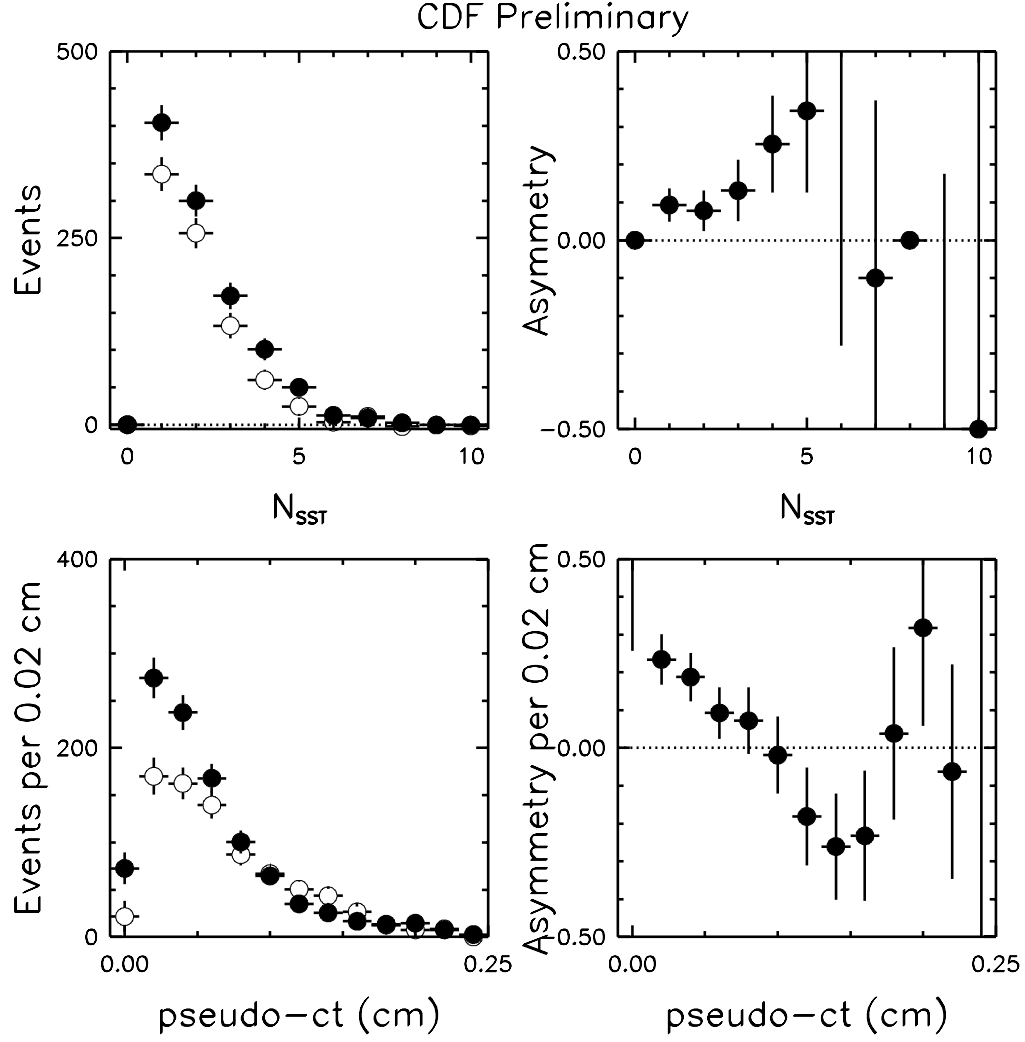 CDF Preliminary
500
250
0
Events
0 5 10
N_SST
0.50
0.00
−0.50
Asymmetry
0 5 10
N_SST
400
200
0
Events per 0.02 cm
0.00 0.25
pseudo−ct (cm)
0.50
0.00
−0.50
Asymmetry per 0.02 cm
0.00 0.25
pseudo−ct (cm)